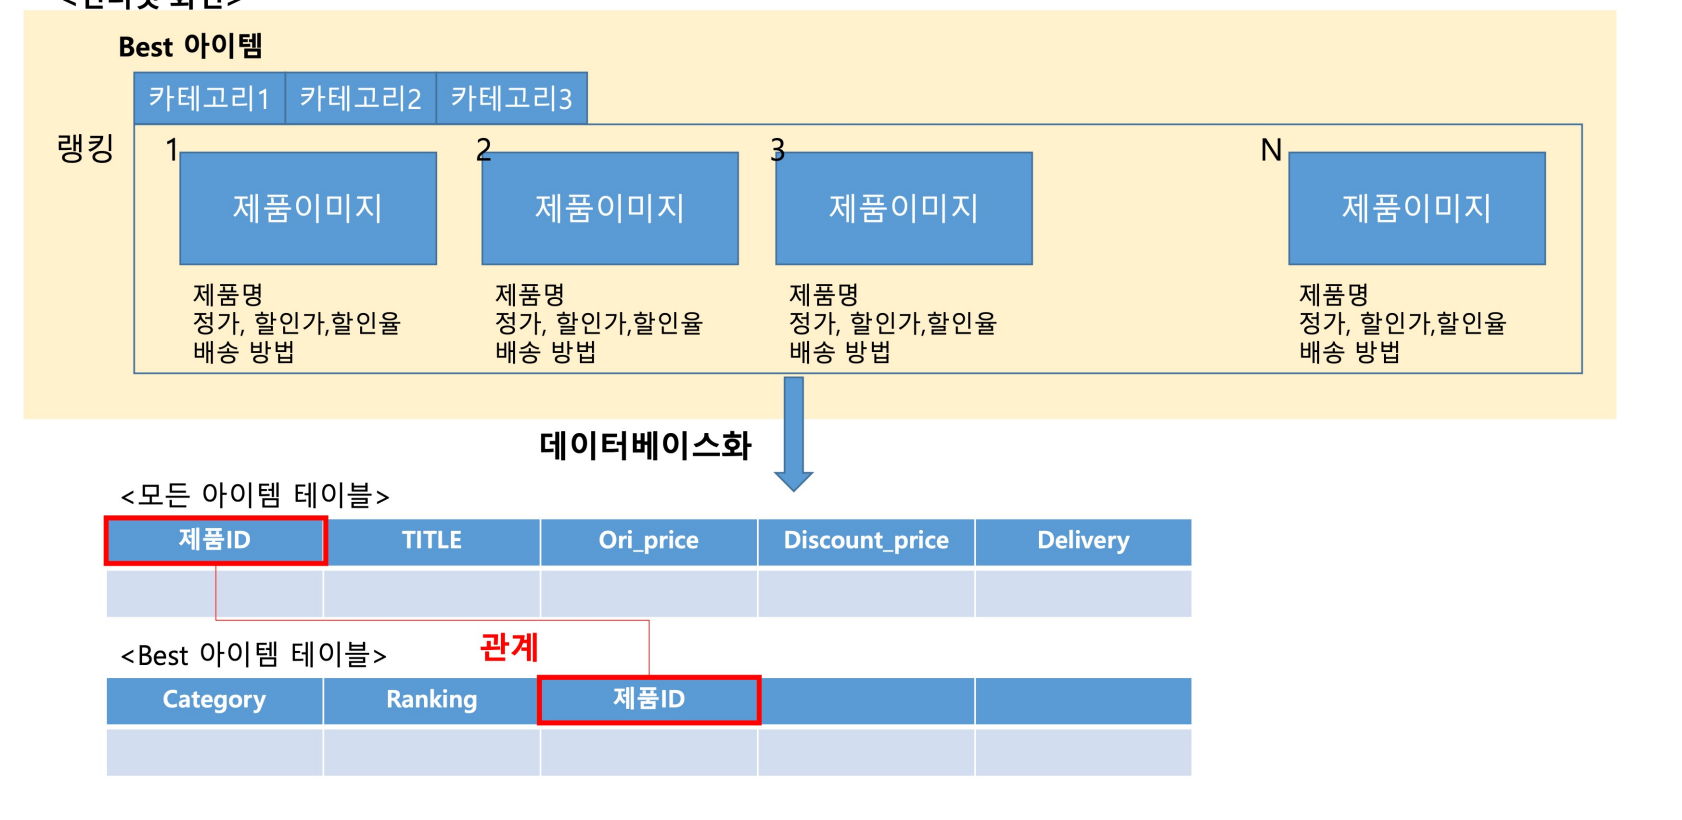 Best 아이템
카테고리1 카테고리2 카테고리3
랭킹 1 2 3 N
제품이미지 제품이미지 제품이미지 제품이미지
제품명 제품명 제품명 제품명
정가, 할인가,할인율 정가, 할인가,할인율 정가, 할인가,할인율 정가, 할인가,할인율
배송 방법 배송 방법 배송 방법 배송 방법
데이터베이스화
<모든 아이템 테이블>
제품ID TITLE Ori_price Discount_price Delivery
관계
<Best 아이템 테이블>
Category Ranking 제품ID